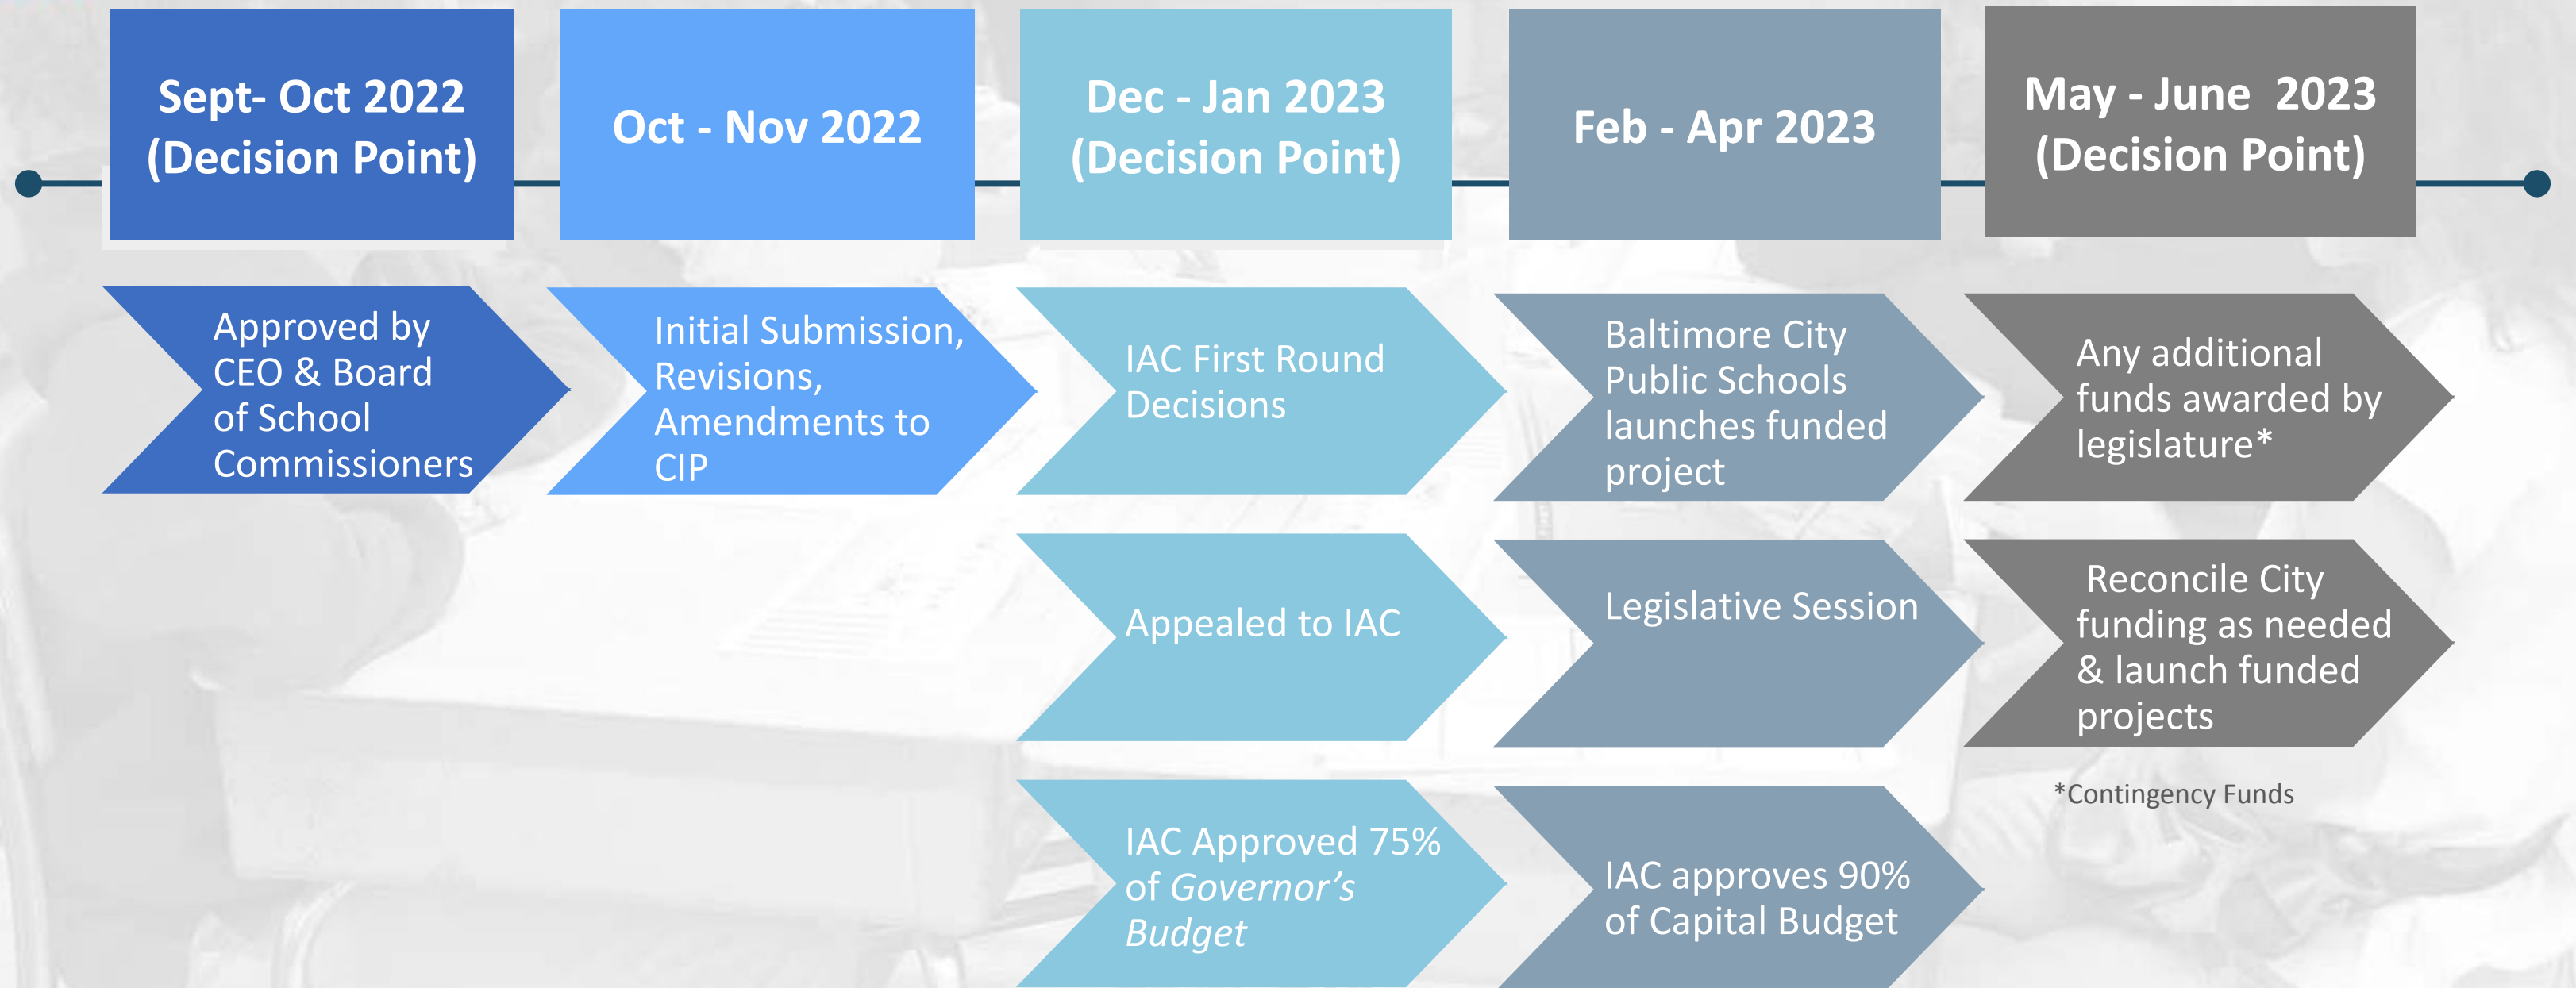 Sept- Oct 2022
(Decision Point)
Oct - Nov 2022
Dec - Jan 2023
(Decision Point)
Feb - Apr 2023
May - June  2023
(Decision Point)
Approved by
CEO & Board
of School
Commissioners
Initial Submission,
Revisions,
Amendments to
CIP
IAC First Round
Decisions
Baltimore City
Public Schools
launches funded
project
Any additional
funds awarded by
legislature*
Appealed to IAC
Legislative Session
Reconcile City
funding as needed
& launch funded
projects
IAC Approved 75%
of Governor’s
Budget
IAC approves 90%
of Capital Budget
*Contingency Funds